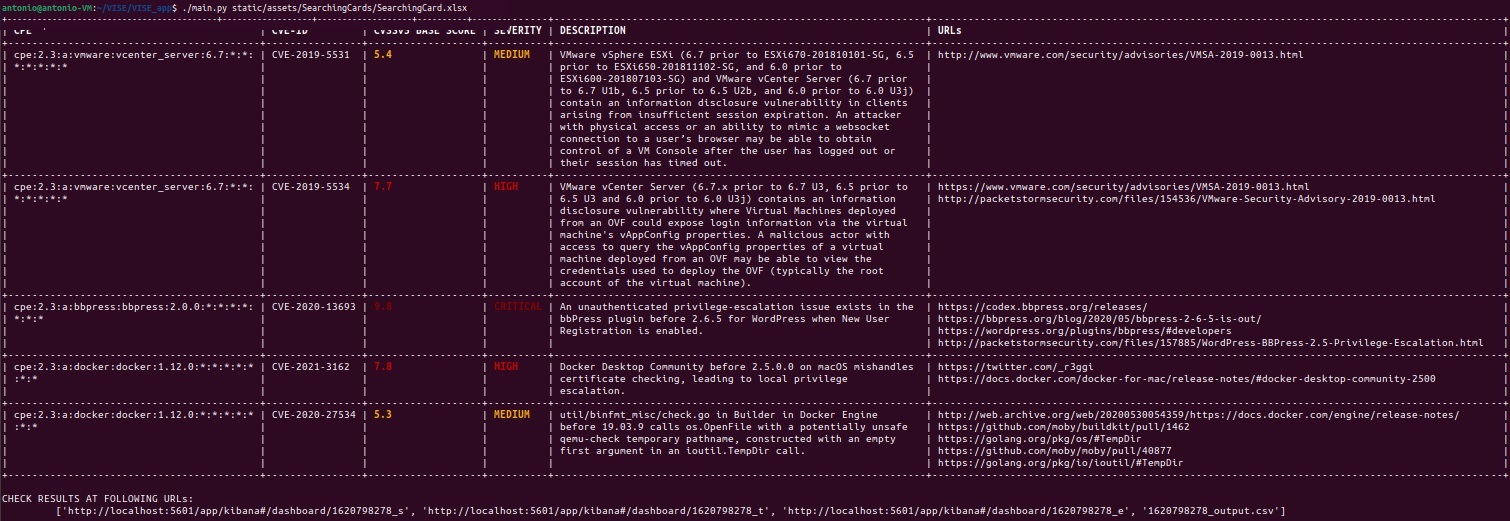 antonio@antonio-VM:~/VISE/VISE_app$ ./main.py static/assets/SearchingCards/SearchingCard.xlsx
| CPE | CVE-ID | CVSSV3 BASE SCORE | SEVERITY | DESCRIPTION | URLs
| cpe:2.3:a:vmware:vcenter_server:6.7:*:*: | CVE-2019-5531 | 5.4 | MEDIUM | VMware vSphere ESXi (6.7 prior to ESXi670-201810101-SG, 6.5 | http://www.vmware.com/security/advisories/VMSA-2019-0013.html
| *:*:*:*:* | prior to ESXi650-201811102-SG, and 6.0 prior to
ESXi600-201807103-SG) and VMware vCenter Server (6.7 prior
to 6.7 U1b, 6.5 prior to 6.5 U2b, and 6.0 prior to 6.0 U3j)
contain an information disclosure vulnerability in clients
arising from insufficient session expiration. An attacker
with physical access or an ability to mimic a websocket
connection to a user's browser may be able to obtain
control of a VM Console after the user has logged out or
their session has timed out.
| cpe:2.3:a:vmware:vcenter_server:6.7:*:*: | CVE-2019-5534 | 7.7 | HIGH | VMware vCenter Server (6.7.x prior to 6.7 U3, 6.5 prior to | https://www.vmware.com/security/advisories/VMSA-2019-0013.html
| *:*:*:*:* | 6.5 U3 and 6.0 prior to 6.0 U3j) contains an information | http://packetstormsecurity.com/files/154536/VMware-Security-Advisory-2019-0013.html
disclosure vulnerability where Virtual Machines deployed
from an OVF could expose login information via the virtual
machine's vAppConfig properties. A malicious actor with
access to query the vAppConfig properties of a virtual
machine deployed from an OVF may be able to view the
credentials used to deploy the OVF (typically the root
account of the virtual machine).
| cpe:2.3:a:bbpress:bbpress:2.0.0:*:*:*:*: | CVE-2020-13693 | 9.8 | CRITICAL | An unauthenticated privilege-escalation issue exists in the | https://codex.bbpress.org/releases/
| *:*:* | bbPress plugin before 2.6.5 for WordPress when New User | https://bbpress.org/blog/2020/05/bbpress-2-6-5-is-out/
Registration is enabled. | https://wordpress.org/plugins/bbpress/#developers
http://packetstormsecurity.com/files/157885/WordPress-BBPress-2.5-Privilege-Escalation.html
| cpe:2.3:a:docker:docker:1.12.0:*:*:*:*:* | CVE-2021-3162 | 7.8 | HIGH | Docker Desktop Community before 2.5.0.0 on macOS mishandles | https://twitter.com/_r3ggi
| :*:* | certificate checking, leading to local privilege | https://docs.docker.com/docker-for-mac/release-notes/#docker-desktop-community-2500
escalation.
| cpe:2.3:a:docker:docker:1.12.0:*:*:*:*:* | CVE-2020-27534 | 5.3 | MEDIUM | util/binfmt_misc/check.go in Builder in Docker Engine | http://web.archive.org/web/20200530054359/https://docs.docker.com/engine/release-notes/
| :*:* | before 19.03.9 calls os.OpenFile with a potentially unsafe | https://github.com/moby/buildkit/pull/1462
qemu-check temporary pathname, constructed with an empty | https://golang.org/pkg/os/#TempDir
first argument in an ioutil.TempDir call. | https://github.com/moby/moby/pull/40877
https://golang.org/pkg/io/ioutil/#TempDir
CHECK RESULTS AT FOLLOWING URLs:
['http://localhost:5601/app/kibana#/dashboard/1620798278_s', 'http://localhost:5601/app/kibana#/dashboard/1620798278_t', 'http://localhost:5601/app/kibana#/dashboard/1620798278_e', '1620798278_output.csv']